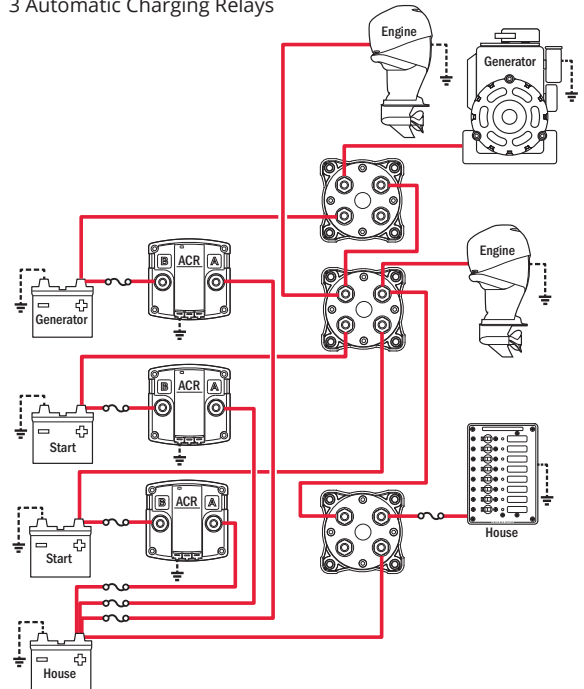 3 Automatic Charging Relays
Engine
Generator
B ACR A
Generator
Engine
B ACR A
Start
B ACR A
Start
House
House